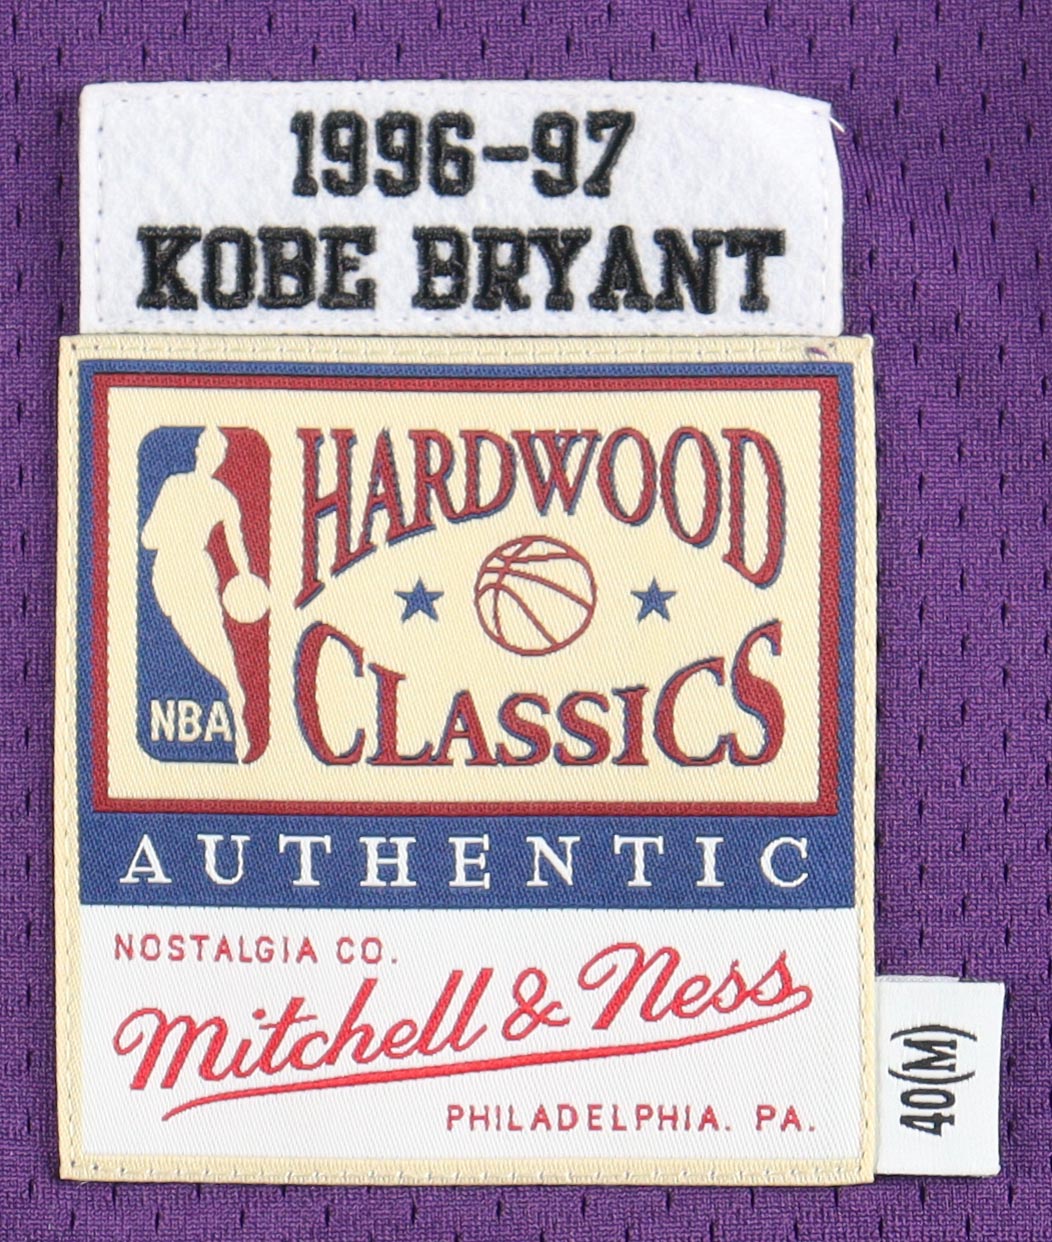 1996-97
KOBE BRYANT
HARDWOOD
CLASSICS
NBA
AUTHENTIC
NOSTALGIA CO.
Mitchell & Ness
PHILADELPHIA. PA.
40(M)